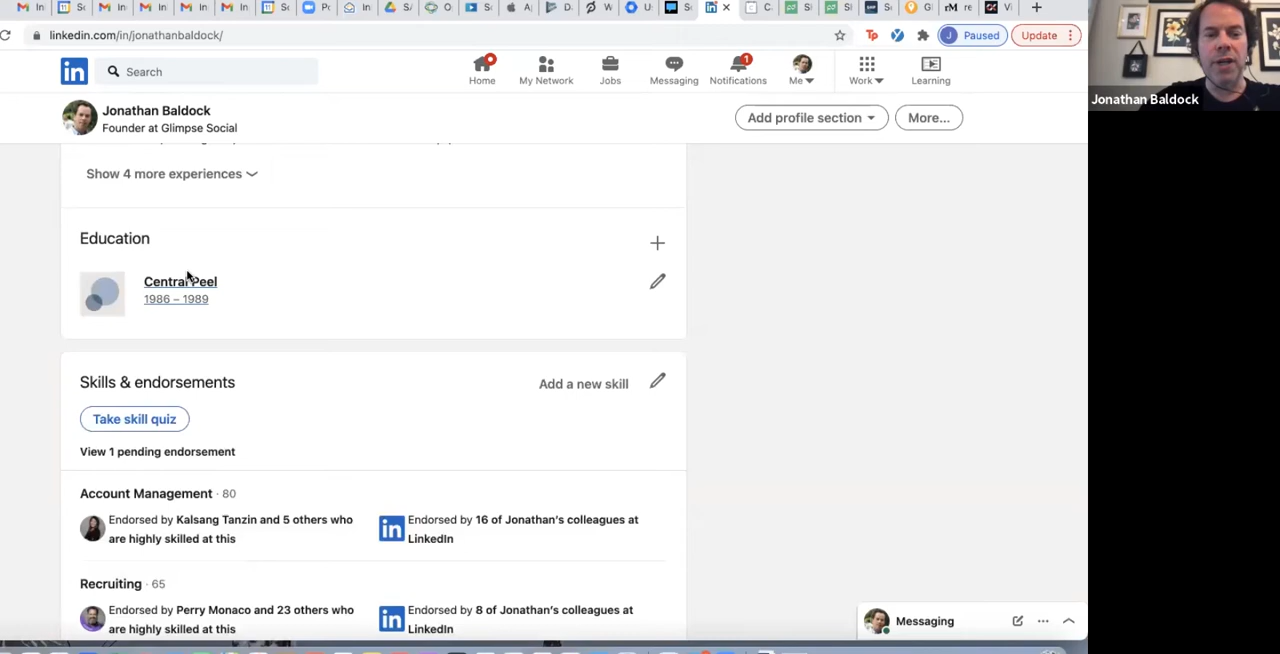 linkedin.com/in/jonathanbaldock/
J Paused
Update
in
Search
Home
My Network
Jobs
Messaging
1
Notifications
Me
Work
Learning
Jonathan Baldock
Founder at Glimpse Social
Add profile section
More...
Show 4 more experiences
Education
Central Peel
1986 – 1989
Skills & endorsements
Add a new skill
Take skill quiz
View 1 pending endorsement
Account Management · 80
Endorsed by Kalsang Tanzin and 5 others who
are highly skilled at this
in
Endorsed by 16 of Jonathan's colleagues at
LinkedIn
Recruiting · 65
Endorsed by Perry Monaco and 23 others who
are highly skilled at this
in
Endorsed by 8 of Jonathan's colleagues at
LinkedIn
Messaging
Jonathan Baldock